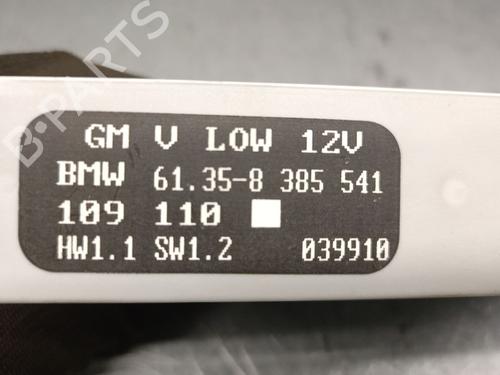 B-PARTS
GM V LOW 12V
BMW 61.35-8 385 541
109 110
HW1.1 SW1.2 039910